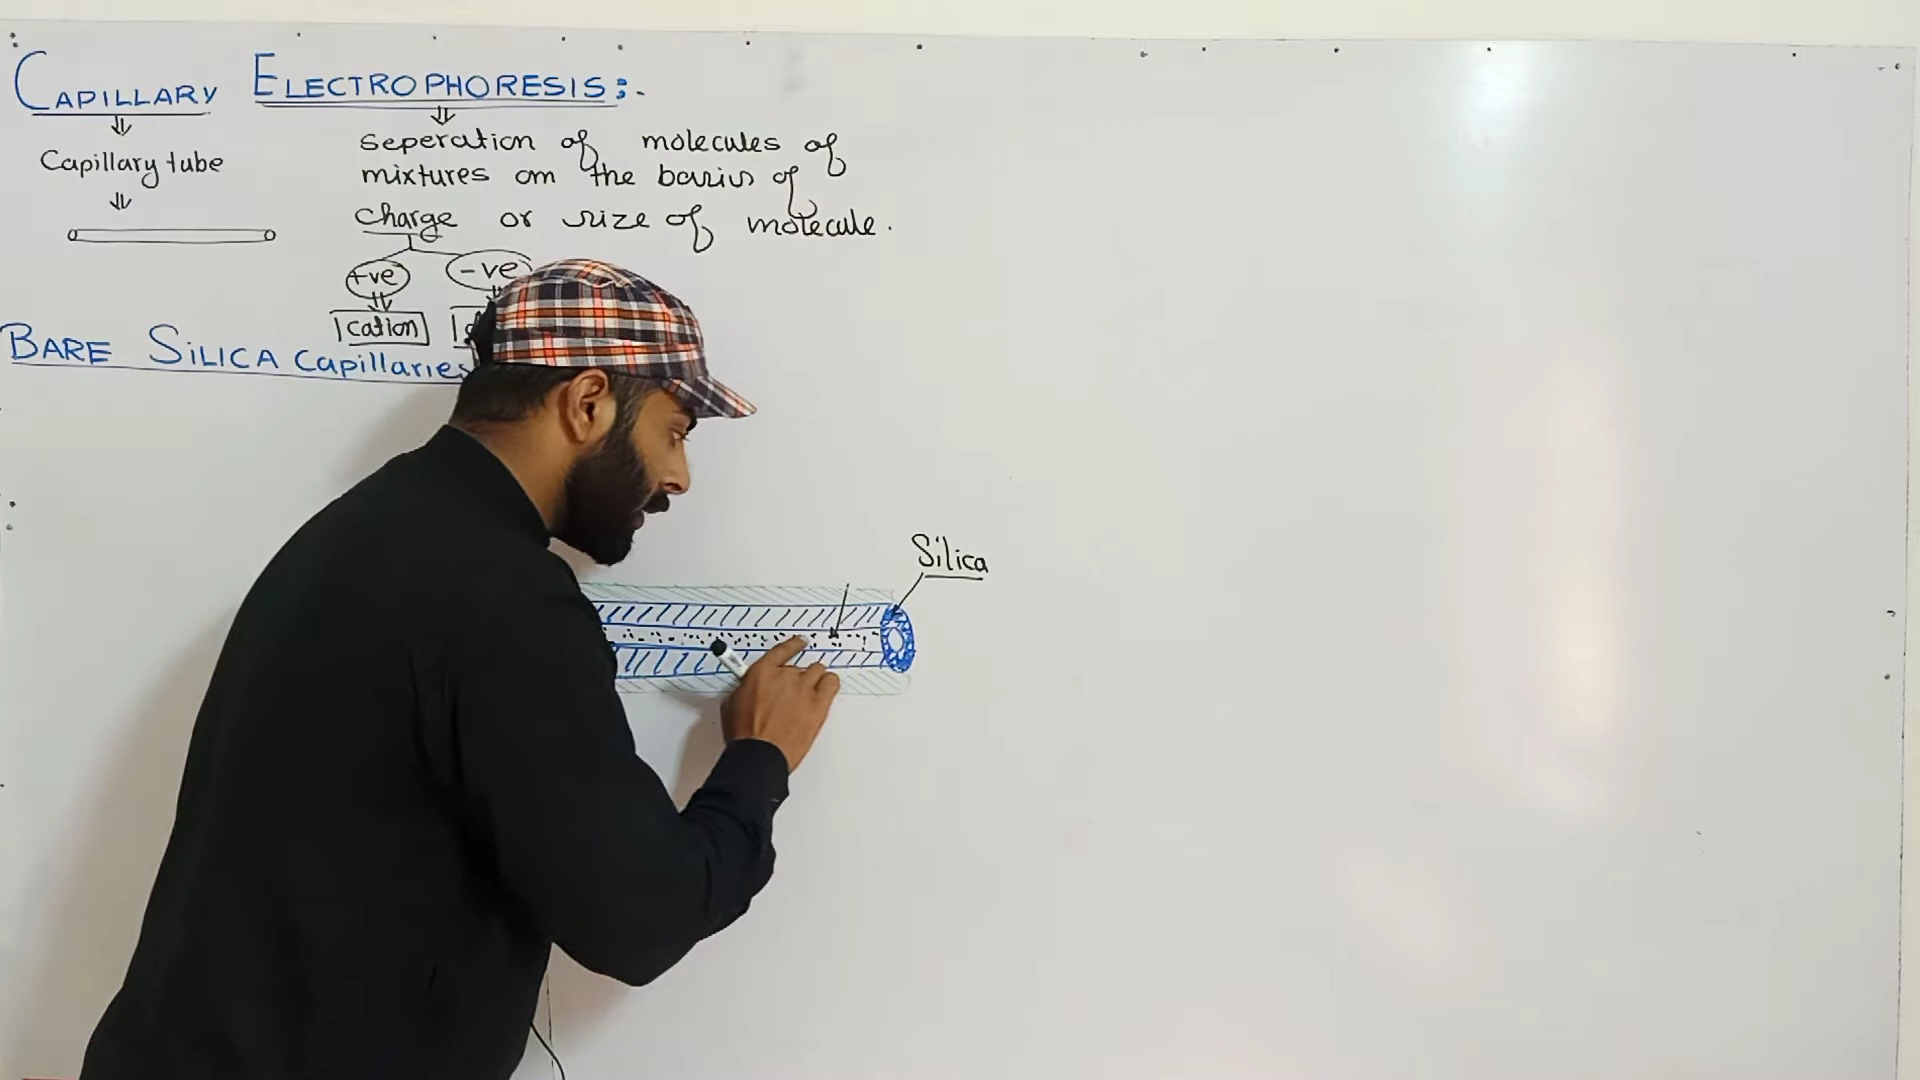 CAPILLARY ELECTROPHORESIS:-
Capillary tube
seperation of molecules of
mixtures on the basis of
charge or size of molecule.
+ve -ve
cation
BARE SiLICA Capillaries
Silica